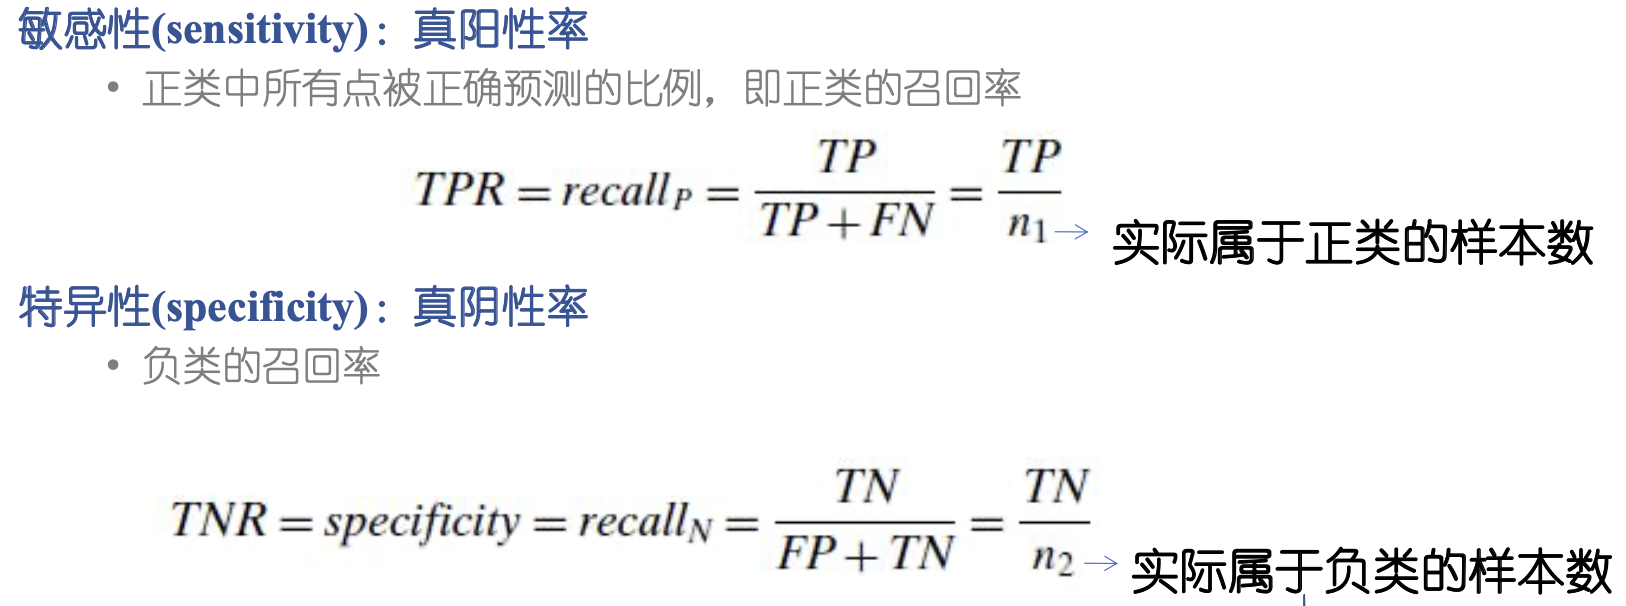 敏感性(sensitivity)：真阳性率
• 正类中所有点被正确预测的比例，即正类的召回率
TPR = recall_P = TP / (TP + FN) = TP / n_1 → 实际属于正类的样本数
特异性(specificity)：真阴性率
• 负类的召回率
TNR = specificity = recall_N = TN / (FP + TN) = TN / n_2 → 实际属于负类的样本数